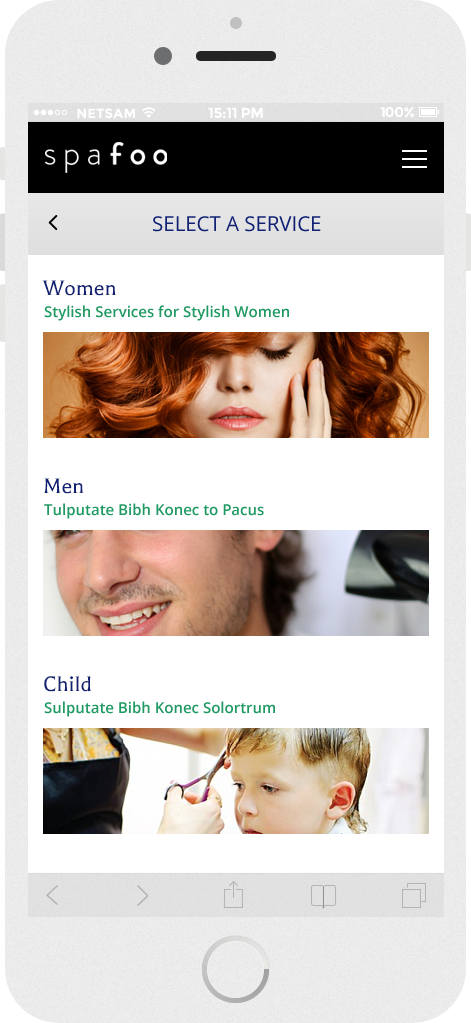 NETSAM
15:11 PM
100%
spafoo
SELECT A SERVICE
Women
Stylish Services for Stylish Women
Men
Tulputate Bibh Konec to Pacus
Child
Sulputate Bibh Konec Solortrum